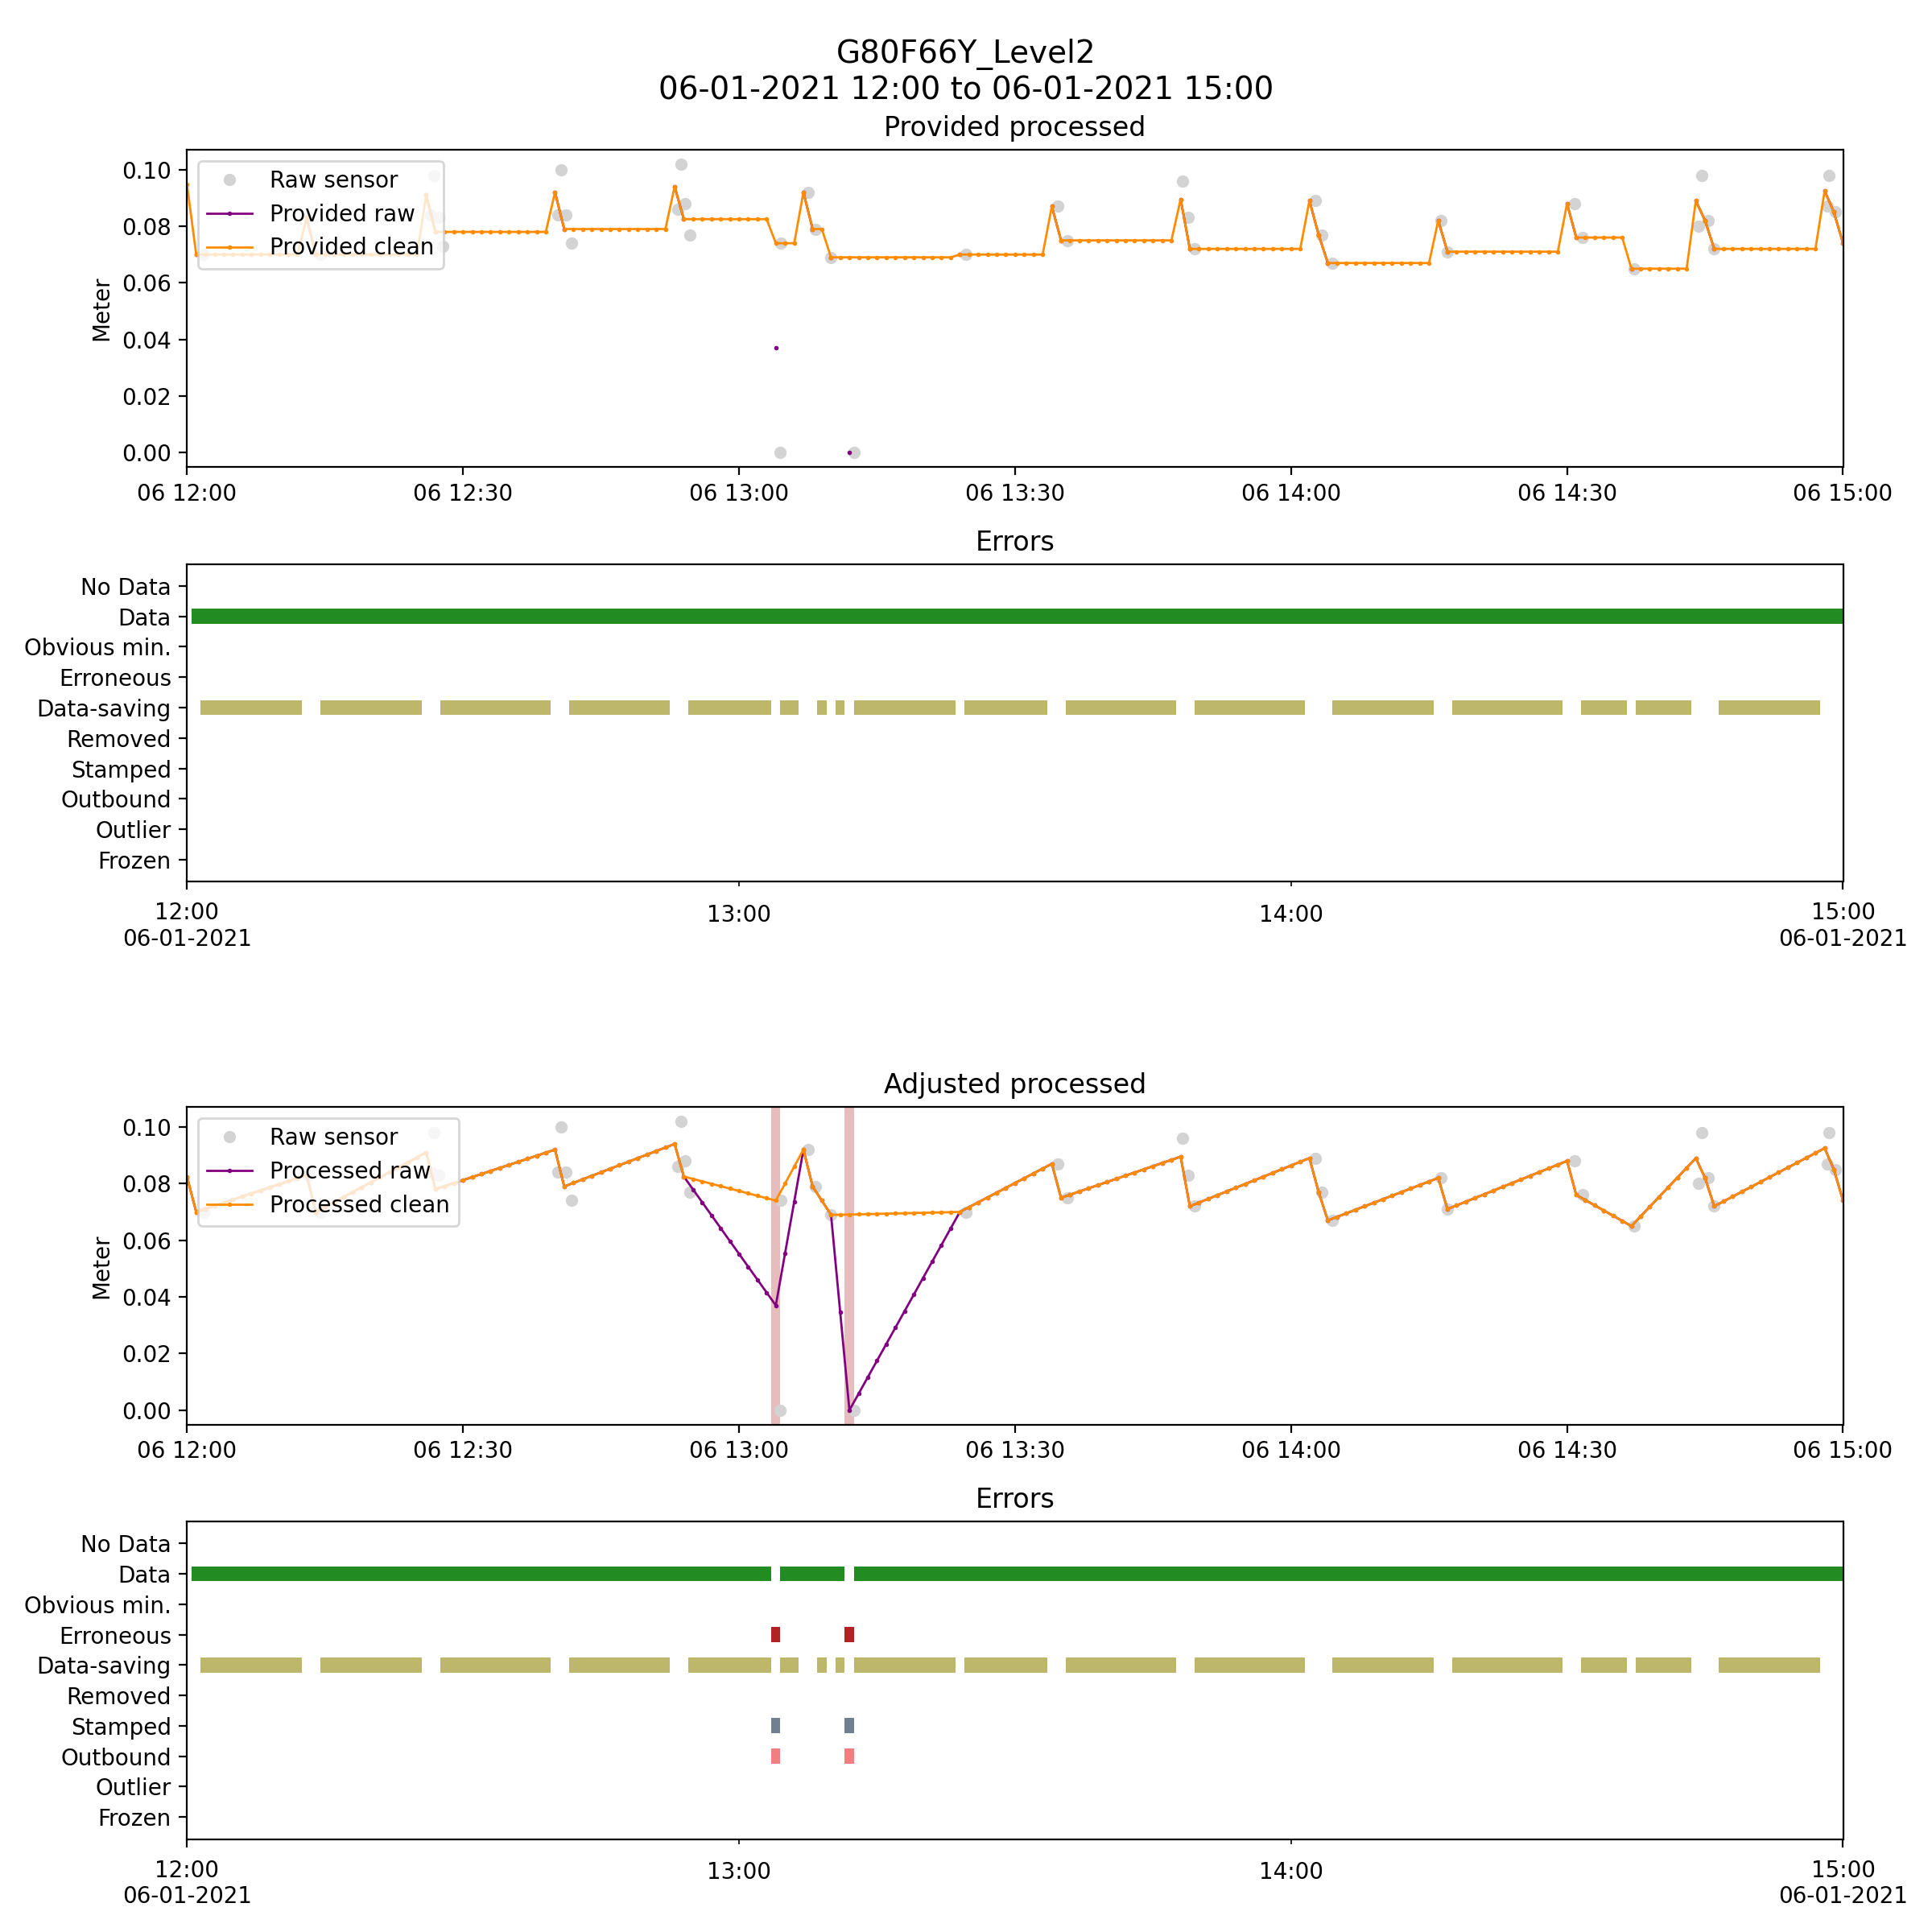 G80F66Y_Level2
06-01-2021 12:00 to 06-01-2021 15:00
Provided processed
Meter
0.10
0.08
0.06
0.04
0.02
0.00
Raw sensor
Provided raw
Provided clean
06 12:00 06 12:30 06 13:00 06 13:30 06 14:00 06 14:30 06 15:00
Errors
No Data
Data
Obvious min.
Erroneous
Data-saving
Removed
Stamped
Outbound
Outlier
Frozen
12:00 13:00 14:00 15:00
06-01-2021 06-01-2021
Adjusted processed
Meter
0.10
0.08
0.06
0.04
0.02
0.00
Raw sensor
Processed raw
Processed clean
06 12:00 06 12:30 06 13:00 06 13:30 06 14:00 06 14:30 06 15:00
Errors
No Data
Data
Obvious min.
Erroneous
Data-saving
Removed
Stamped
Outbound
Outlier
Frozen
12:00 13:00 14:00 15:00
06-01-2021 06-01-2021